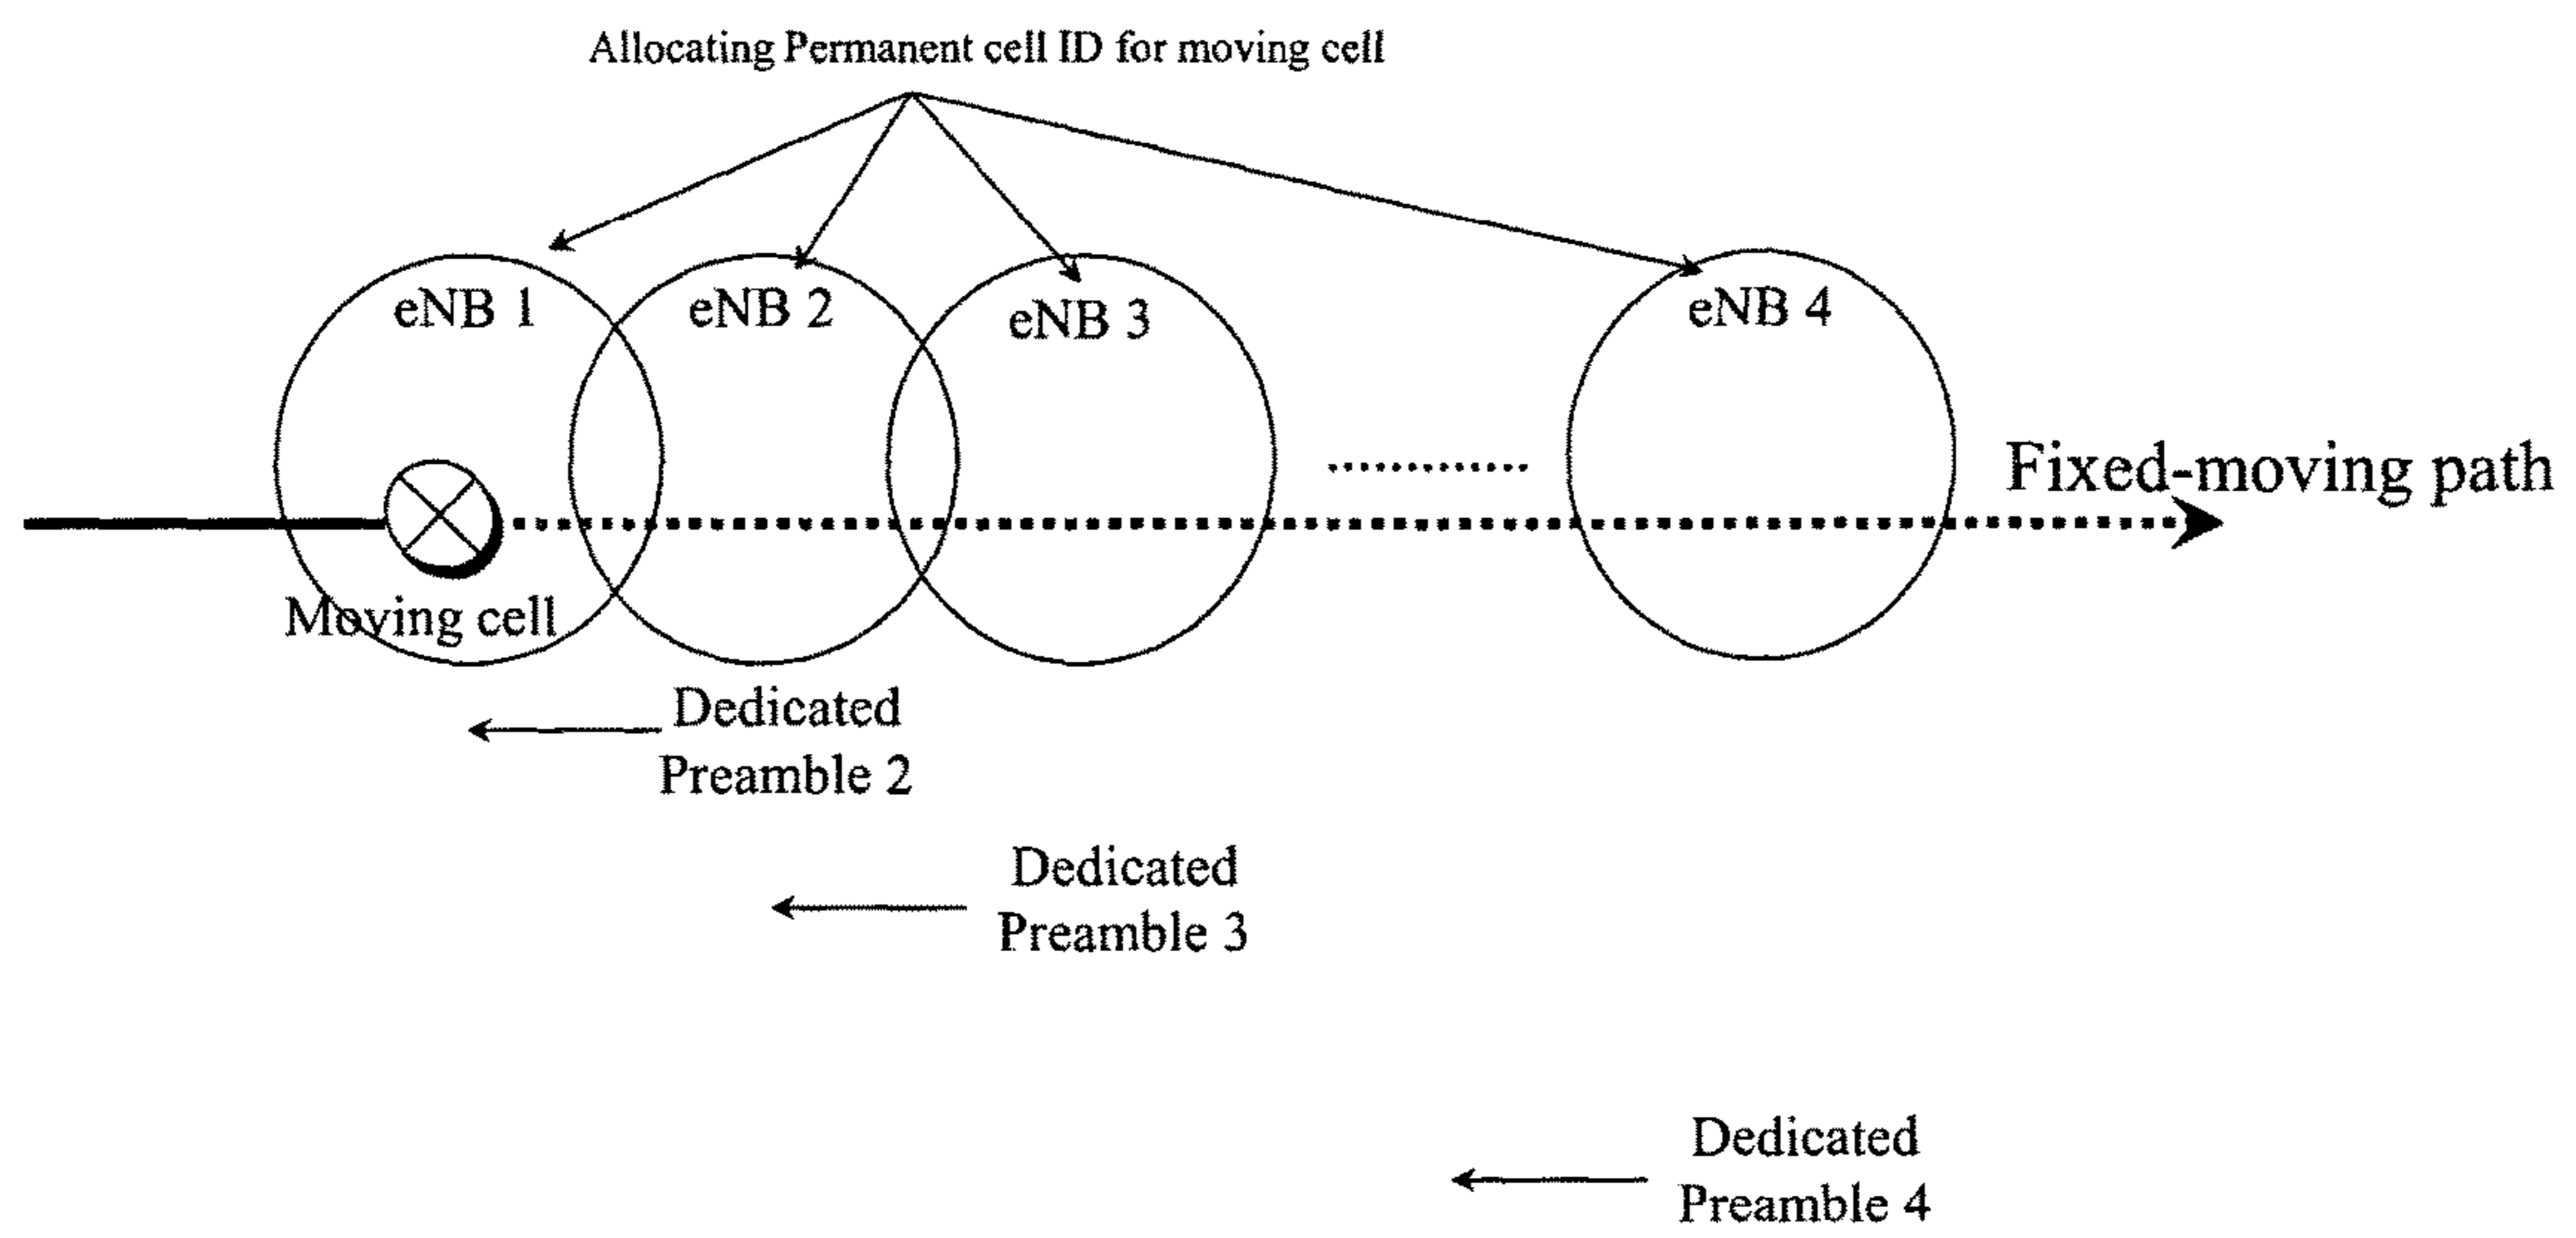 Allocating Permanent cell ID for moving cell
eNB 1
eNB 2
eNB 3
eNB 4
Fixed-moving path
Moving cell
Dedicated
Preamble 2
Dedicated
Preamble 3
Dedicated
Preamble 4